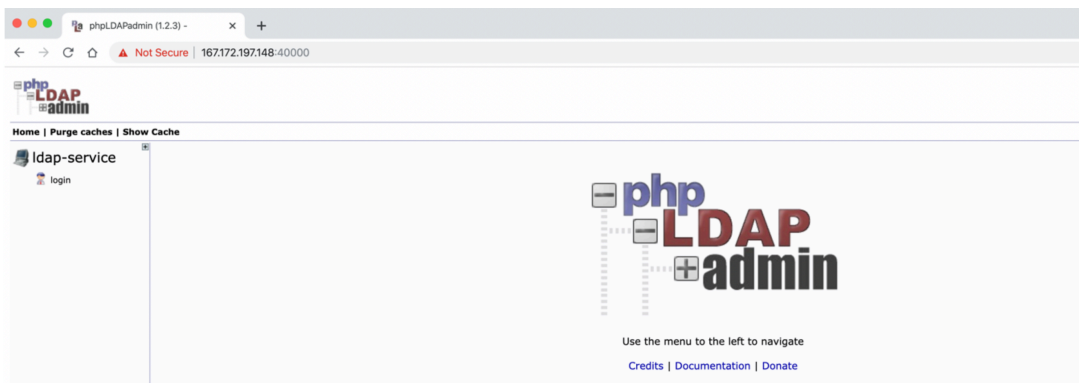 phpLDAPadmin (1.2.3) -
Not Secure | 167.172.197.148:40000
php
LDAP
admin
Home | Purge caches | Show Cache
ldap-service
login
php
LDAP
admin
Use the menu to the left to navigate
Credits | Documentation | Donate